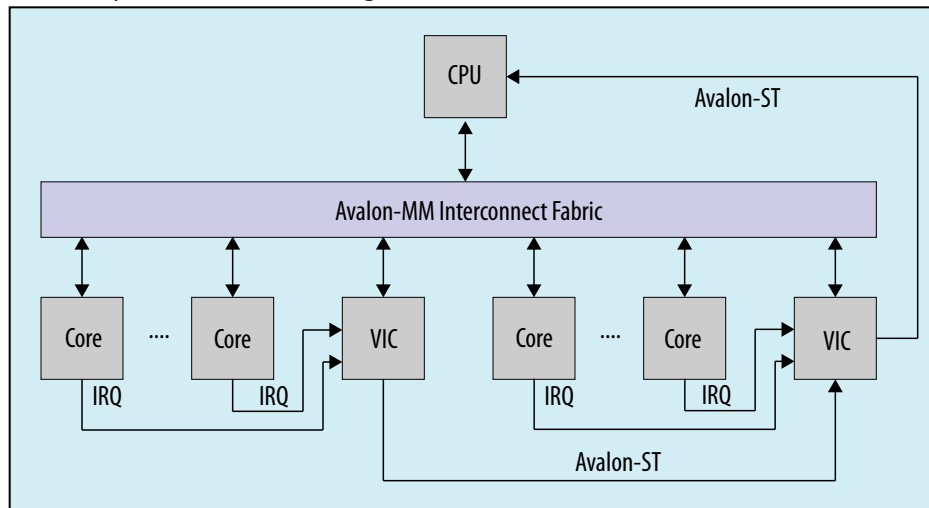 CPU
Avalon-ST
Avalon-MM Interconnect Fabric
Core .... Core VIC Core .... Core VIC
IRQ IRQ IRQ IRQ
Avalon-ST